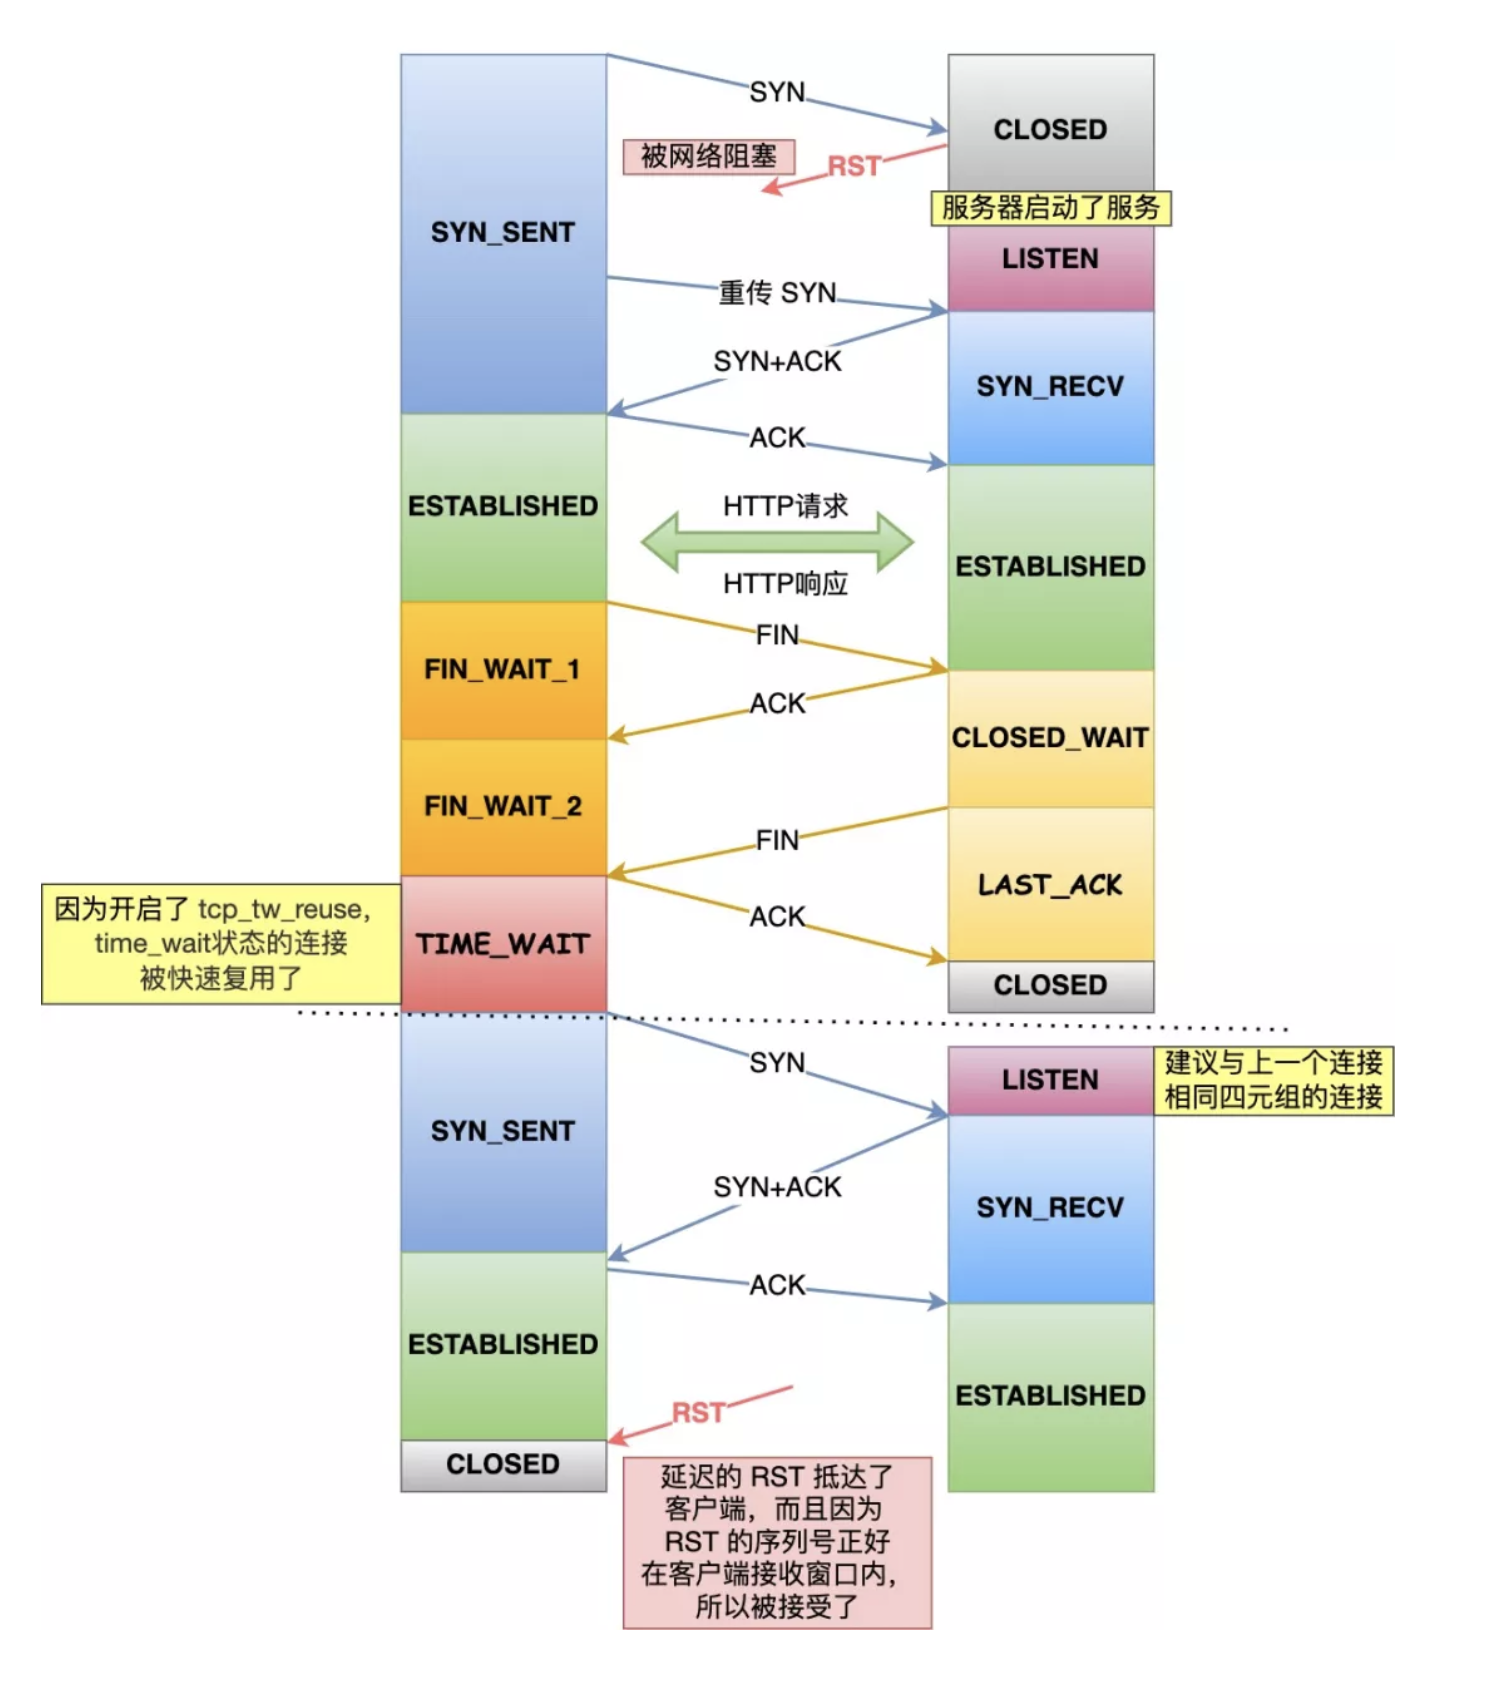 SYN
CLOSED
被网络阻塞
RST
服务器启动了服务
SYN_SENT
LISTEN
重传 SYN
SYN+ACK
SYN_RECV
ACK
ESTABLISHED
HTTP请求
ESTABLISHED
HTTP响应
FIN
FIN_WAIT_1
ACK
CLOSED_WAIT
FIN_WAIT_2
FIN
LAST_ACK
因为开启了 tcp_tw_reuse，
time_wait状态的连接
被快速复用了
TIME_WAIT
ACK
CLOSED
SYN
LISTEN
建议与上一个连接
相同四元组的连接
SYN_SENT
SYN+ACK
SYN_RECV
ACK
ESTABLISHED
ESTABLISHED
RST
CLOSED
延迟的 RST 抵达了
客户端，而且因为
RST 的序列号正好
在客户端接收窗口内，
所以被接受了